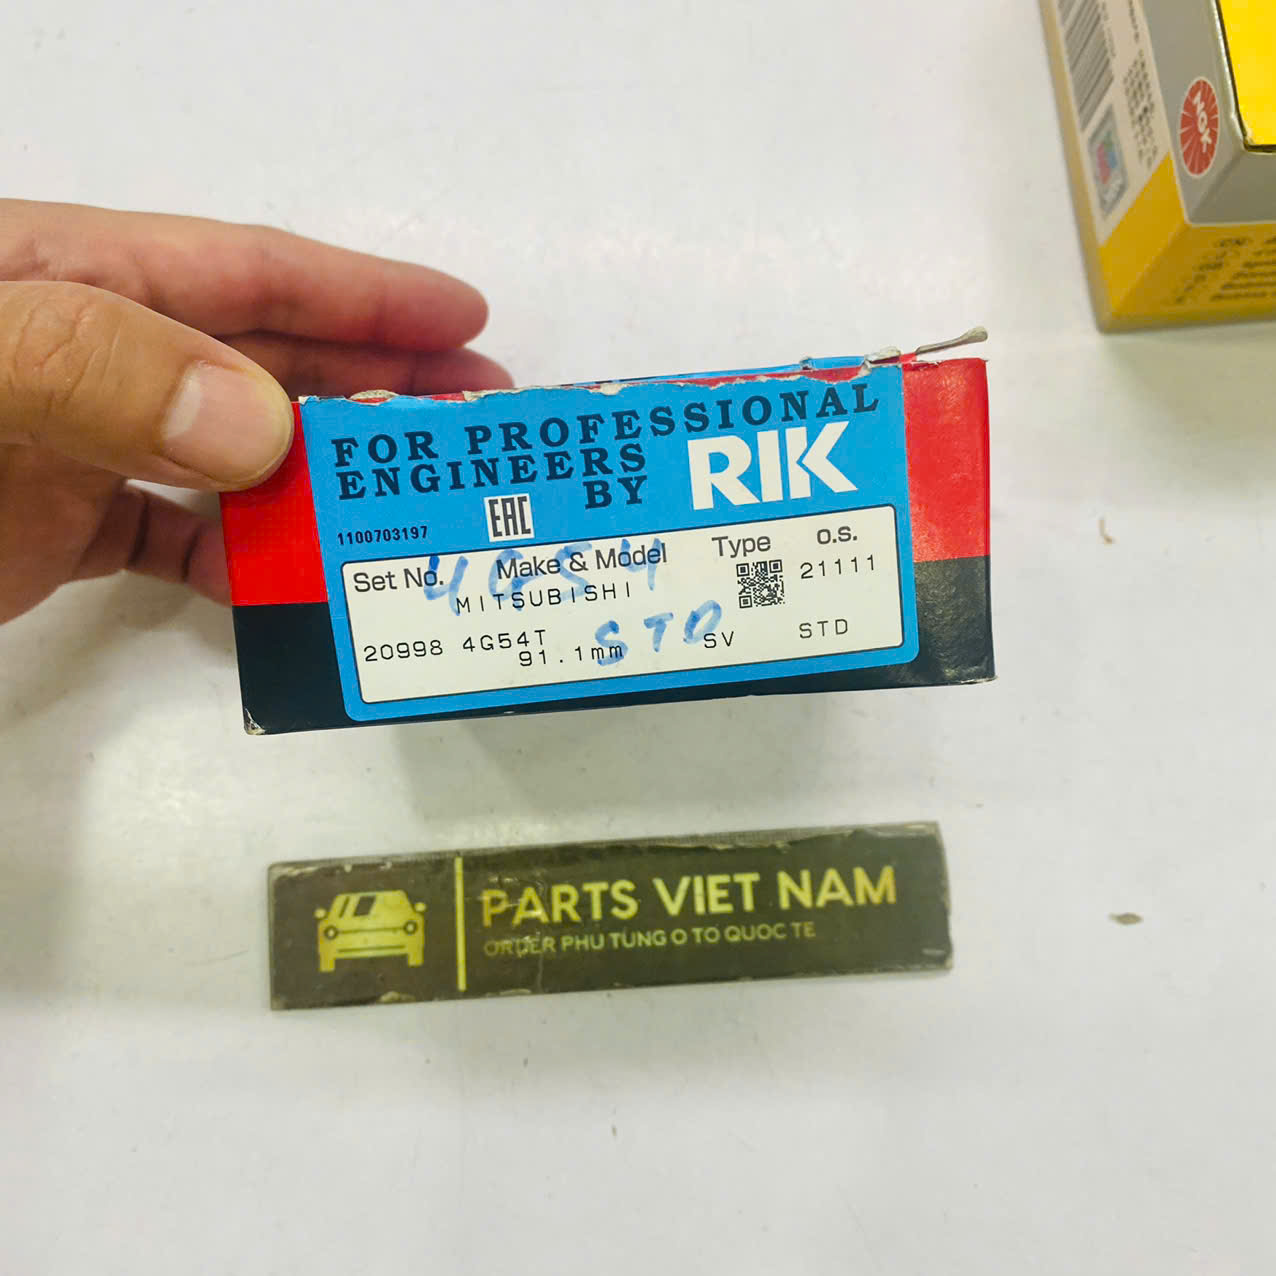 NGK
FOR PROFESSIONAL
ENGINEERS
BY
RIK
1100703197
EAC
Set No. Make & Model Type O.S.
4G54
MITSUBISHI 21111
20998 4G54T SV STD
91.1mm
STD
PARTS VIET NAM
ORDER PHU TUNG O TO QUOC TE